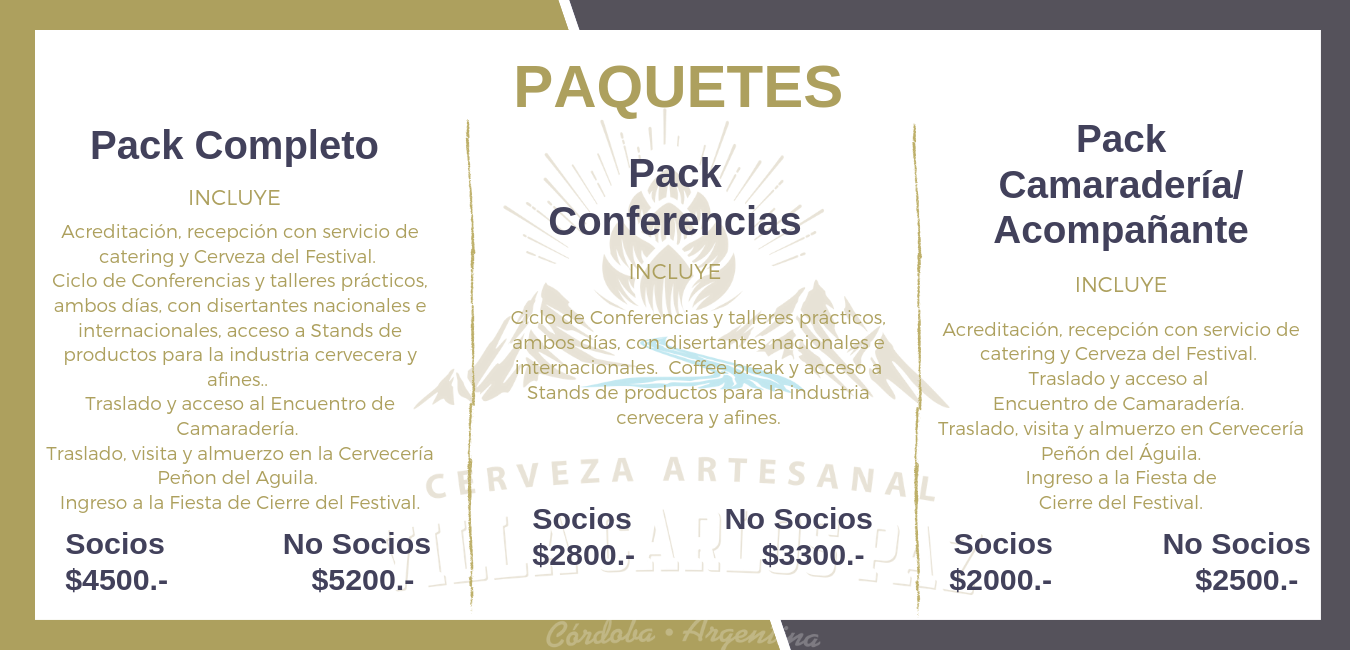 PAQUETES
Pack Completo
INCLUYE
Acreditación, recepción con servicio de
catering y Cerveza del Festival.
Ciclo de Conferencias y talleres prácticos,
ambos días, con disertantes nacionales e
internacionales, acceso a Stands de
productos para la industria cervecera y
afines..
Traslado y acceso al Encuentro de
Camaradería.
Traslado, visita y almuerzo en la Cervecería
Peñon del Aguila.
Ingreso a la Fiesta de Cierre del Festival.
Socios No Socios
$4500.- $5200.-
Pack
Conferencias
INCLUYE
Ciclo de Conferencias y talleres prácticos,
ambos días, con disertantes nacionales e
internacionales. Coffee break y acceso a
Stands de productos para la industria
cervecera y afines.
Socios No Socios
$2800.- $3300.-
Pack
Camaradería/
Acompañante
INCLUYE
Acreditación, recepción con servicio de
catering y Cerveza del Festival.
Traslado y acceso al
Encuentro de Camaradería.
Traslado, visita y almuerzo en Cervecería
Peñón del Águila.
Ingreso a la Fiesta de
Cierre del Festival.
Socios No Socios
$2000.- $2500.-
CERVEZA ARTESANAL
VILLA CARLOS PAZ
Córdoba • Argentina